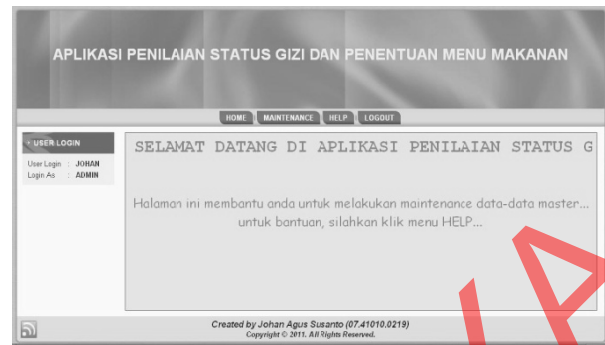 APLIKASI PENILAIAN STATUS GIZI DAN PENENTUAN MENU MAKANAN
HOME MAINTENANCE HELP LOGOUT
USER LOGIN
User Login : JOHAN
Login As : ADMIN
SELAMAT DATANG DI APLIKASI PENILAIAN STATUS G
Halaman ini membantu anda untuk melakukan maintenance data-data master...
untuk bantuan, silahkan klik menu HELP...
Created by Johan Agus Susanto (07.41010.0219)
Copyright © 2011. All Rights Reserved.